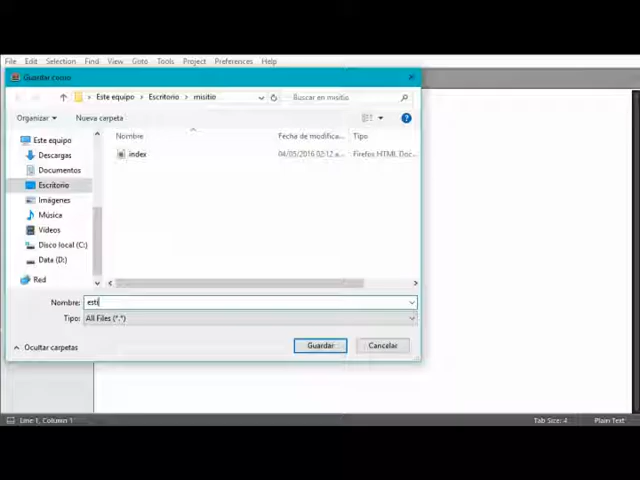 File Edit Selection Find View Goto Tools Project Preferences Help
Guardar como
Este equipo > Escritorio > misitio
Buscar en misitio
Organizar Nueva carpeta
Nombre Fecha de modifica... Tipo
Este equipo
index 04/05/2016 02:12 a... Firefox HTML Doc...
Descargas
Documentos
Escritorio
Imágenes
Música
Vídeos
Disco local (C:)
Data (D:)
Red
Nombre: esti
Tipo: All Files (*.*)
Ocultar carpetas Guardar Cancelar
Line 1, Column 1 Tab Size: 4 Plain Text